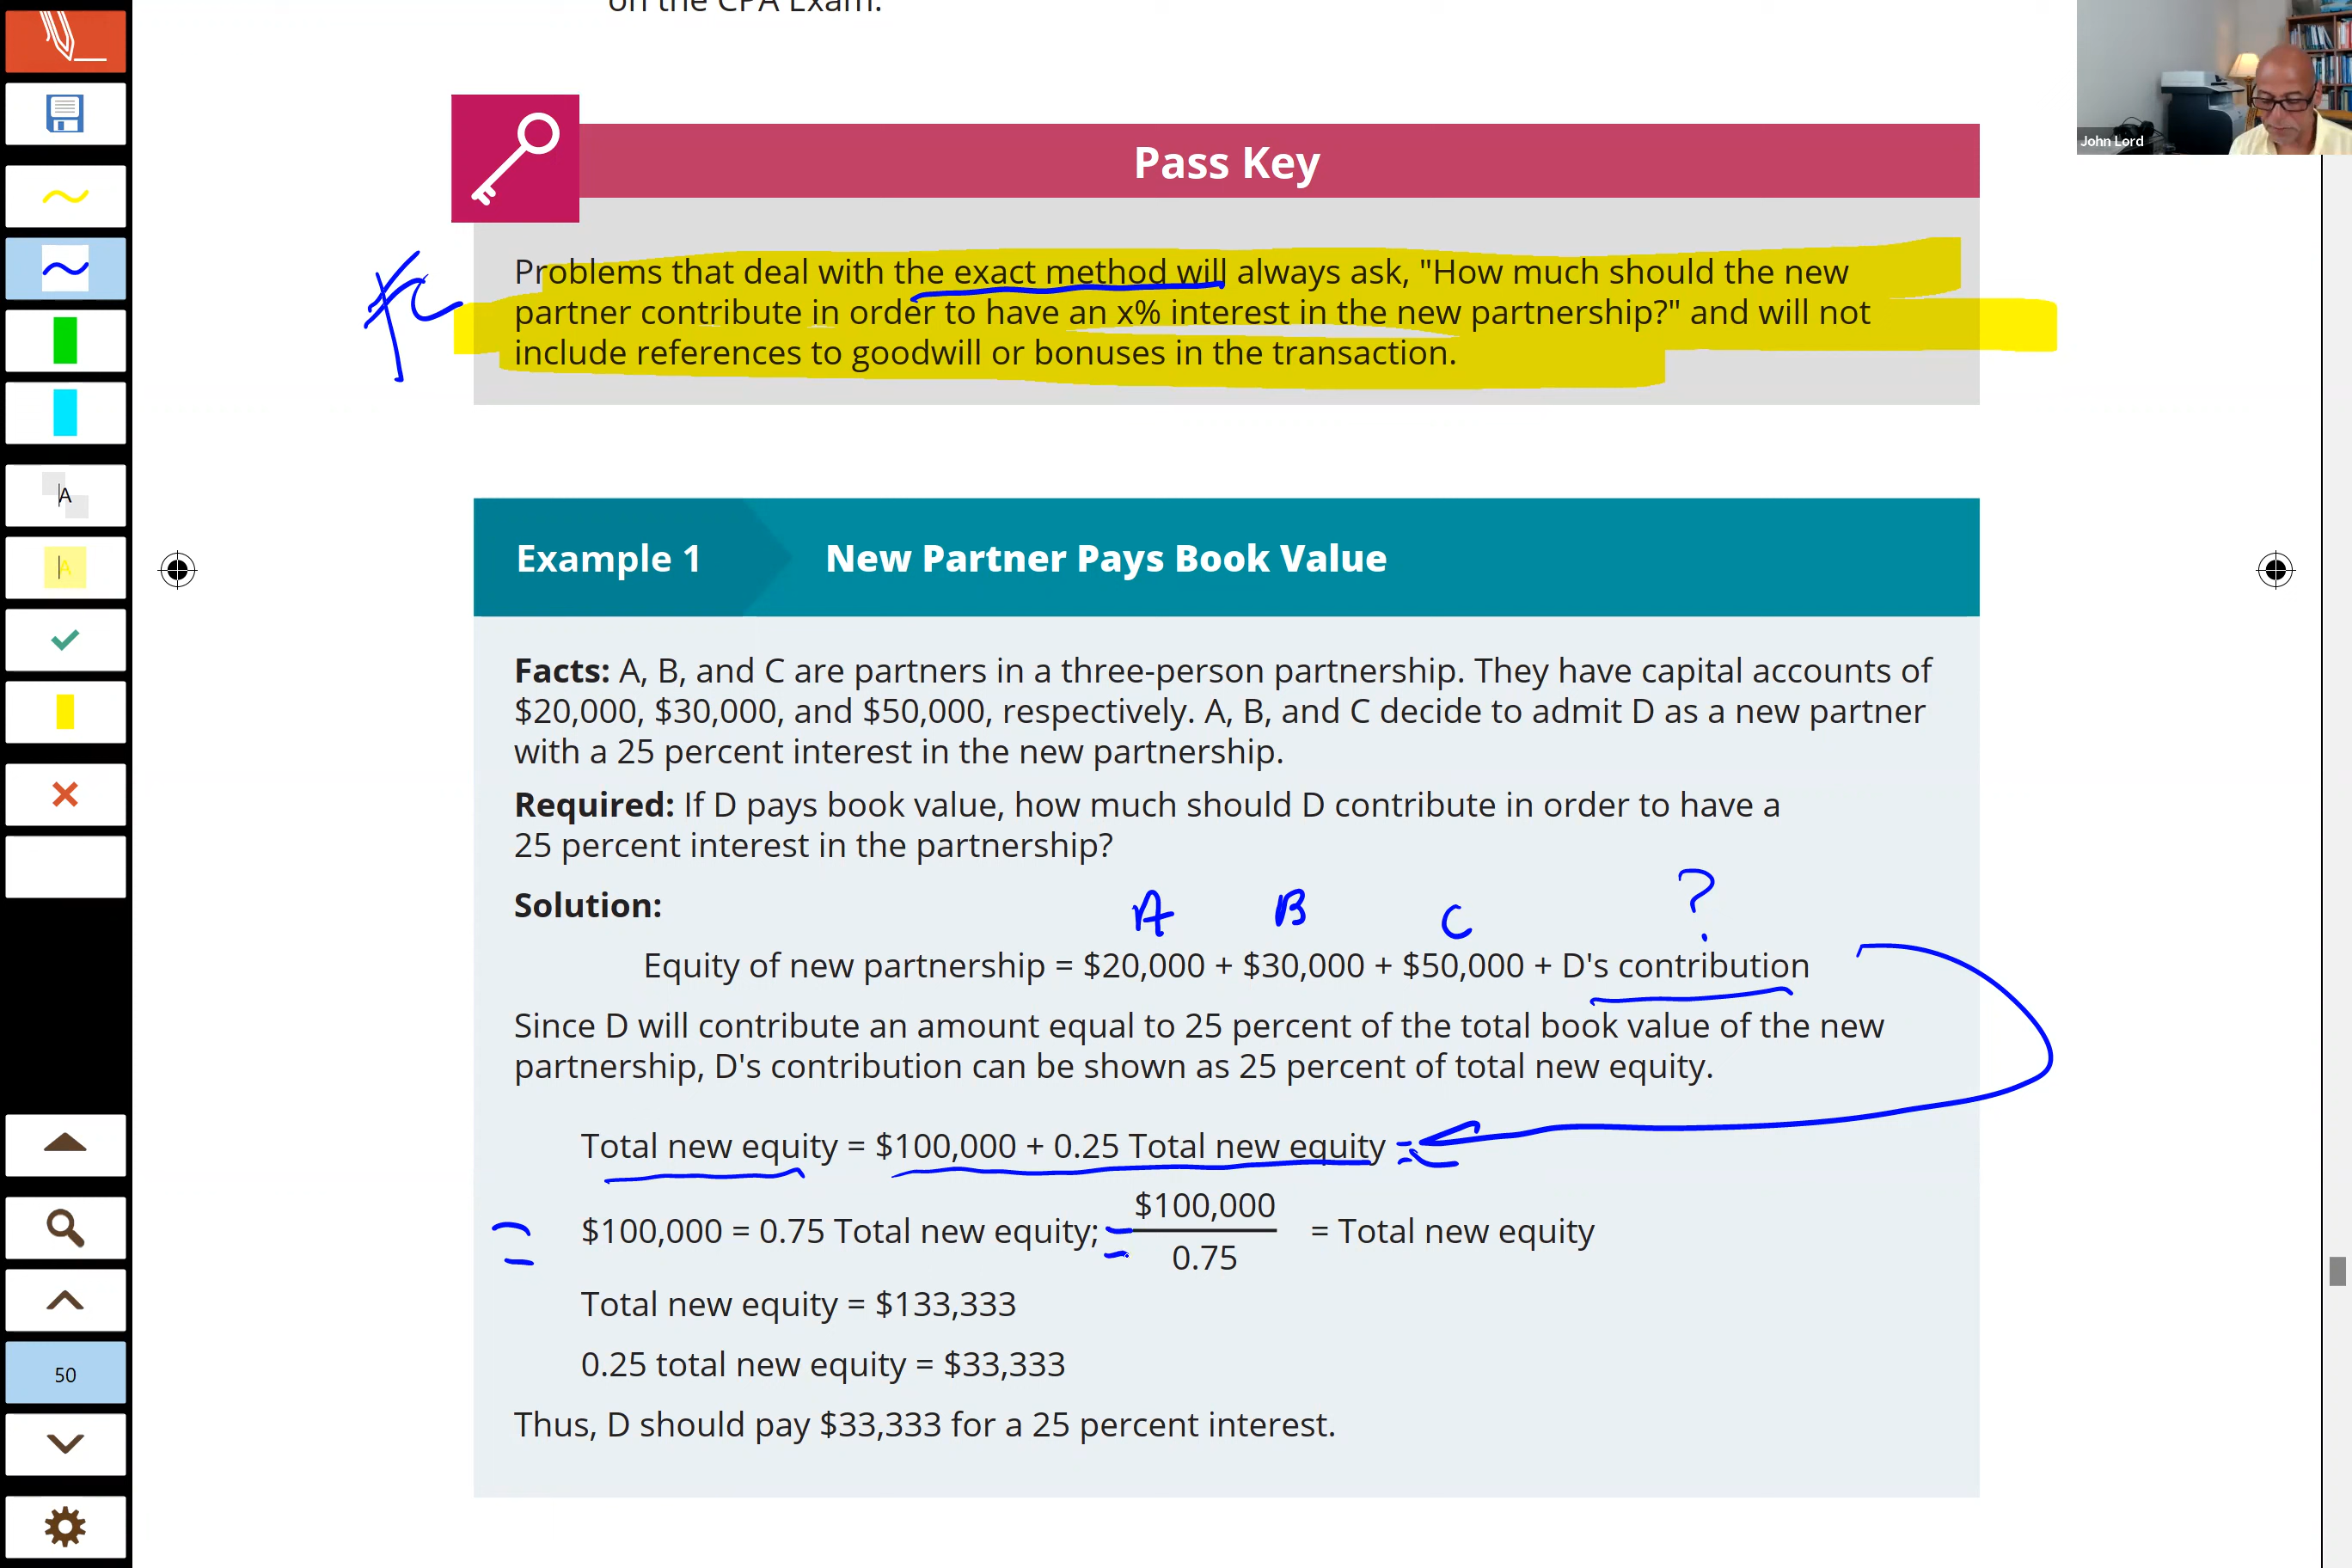 on the CPA Exam.
John Lord
Pass Key
Problems that deal with the exact method will always ask, "How much should the new
partner contribute in order to have an x% interest in the new partnership?" and will not
include references to goodwill or bonuses in the transaction.
A
A
Example 1 New Partner Pays Book Value
Facts: A, B, and C are partners in a three-person partnership. They have capital accounts of
$20,000, $30,000, and $50,000, respectively. A, B, and C decide to admit D as a new partner
with a 25 percent interest in the new partnership.
Required: If D pays book value, how much should D contribute in order to have a
25 percent interest in the partnership?
Solution:
A B C ?
Equity of new partnership = $20,000 + $30,000 + $50,000 + D's contribution
Since D will contribute an amount equal to 25 percent of the total book value of the new
partnership, D's contribution can be shown as 25 percent of total new equity.
Total new equity = $100,000 + 0.25 Total new equity =
= $100,000 = 0.75 Total new equity; = $100,000 / 0.75 = Total new equity
Total new equity = $133,333
0.25 total new equity = $33,333
50
Thus, D should pay $33,333 for a 25 percent interest.